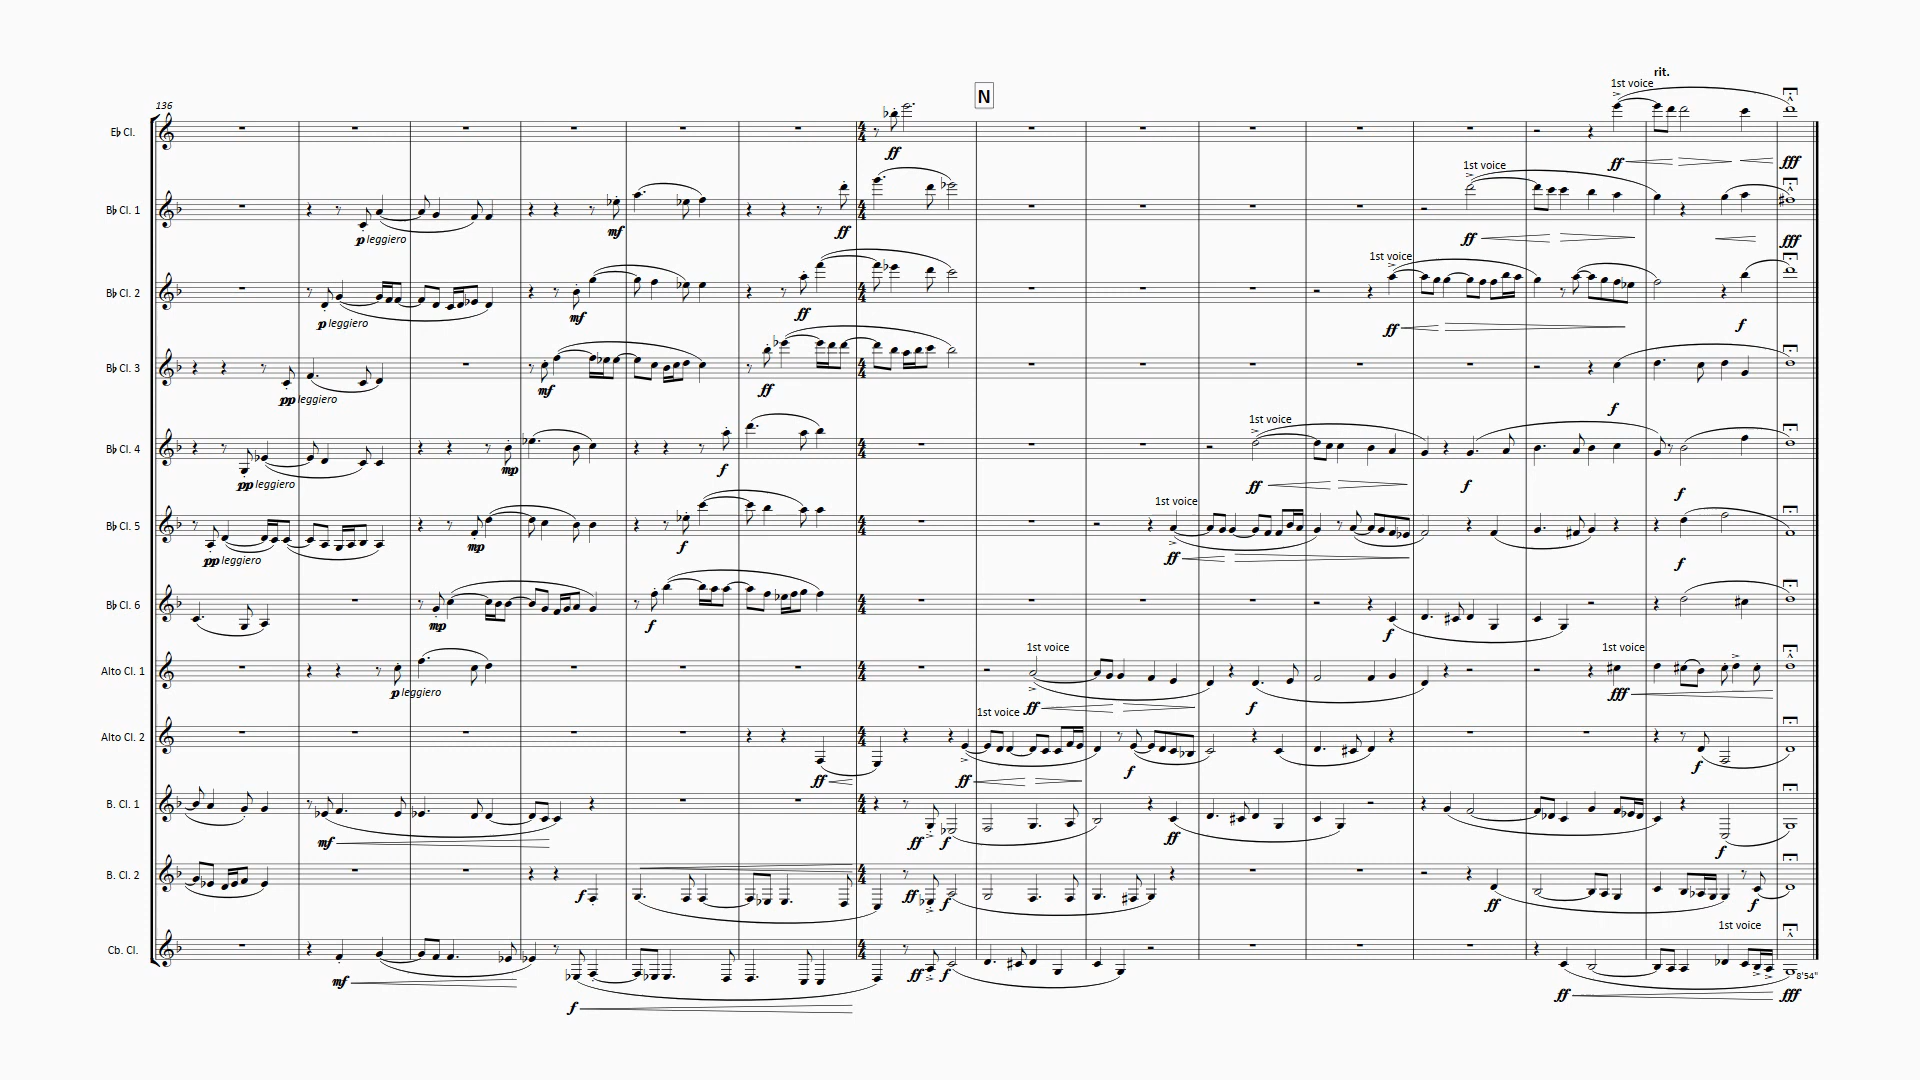 rit.
1st voice
N
136
E♭ Cl.
ff
ff
fff
1st voice
B♭ Cl. 1
p leggiero
mf
ff
ff
fff
1st voice
B♭ Cl. 2
p leggiero
mf
ff
ff
f
B♭ Cl. 3
pp leggiero
mf
ff
f
1st voice
B♭ Cl. 4
pp leggiero
mp
f
ff
f
f
1st voice
B♭ Cl. 5
pp leggiero
mp
f
ff
f
B♭ Cl. 6
mp
f
f
1st voice
1st voice
Alto Cl. 1
p leggiero
ff
f
fff
1st voice
Alto Cl. 2
ff
ff
f
f
B. Cl. 1
mf
ff
f
ff
f
B. Cl. 2
f
ff
f
ff
f
1st voice
Cb. Cl.
mf
f
ff
f
ff
fff
8'54"